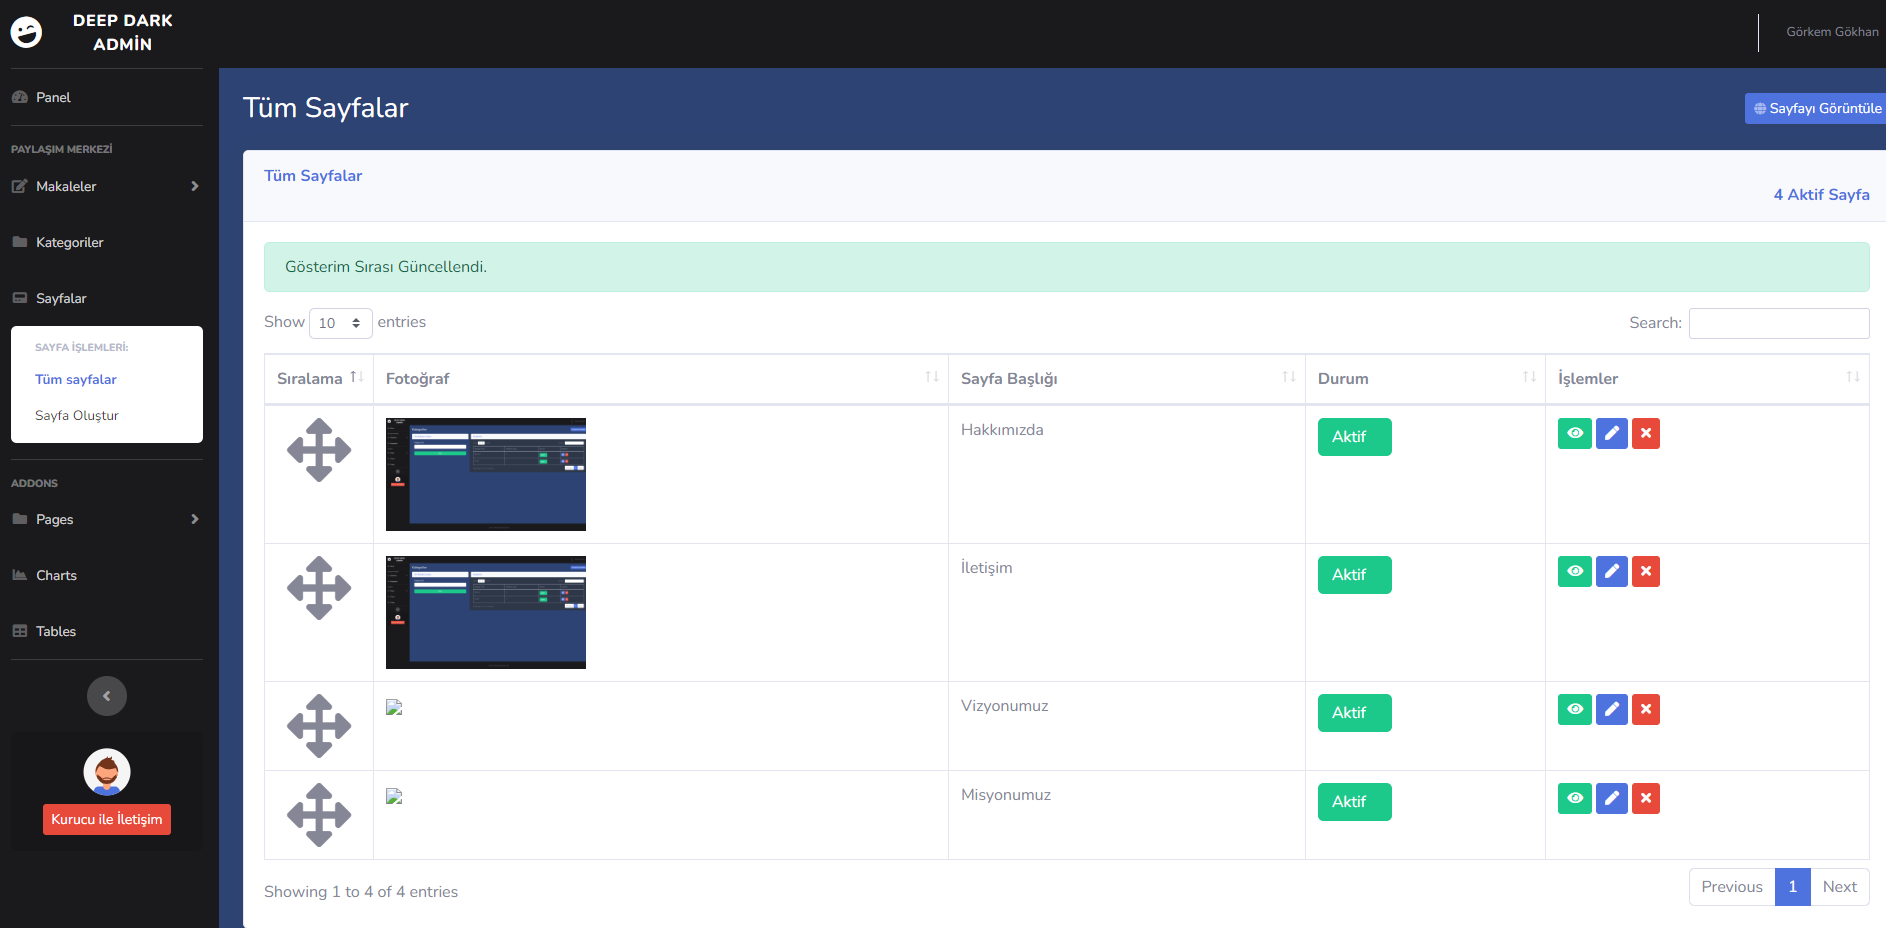 DEEP DARK
ADMİN
Görkem Gökhan
Panel
PAYLAŞIM MERKEZİ
Makaleler
Kategoriler
Sayfalar
SAYFA İŞLEMLERİ:
Tüm sayfalar
Sayfa Oluştur
ADDONS
Pages
Charts
Tables
Kurucu ile İletişim
Tüm Sayfalar
Sayfayı Görüntüle
Tüm Sayfalar
4 Aktif Sayfa
Gösterim Sırası Güncellendi.
Show 10 entries
Search:
Sıralama Fotoğraf Sayfa Başlığı Durum İşlemler
Hakkımızda Aktif
İletişim Aktif
Vizyonumuz Aktif
Misyonumuz Aktif
Showing 1 to 4 of 4 entries
Previous 1 Next